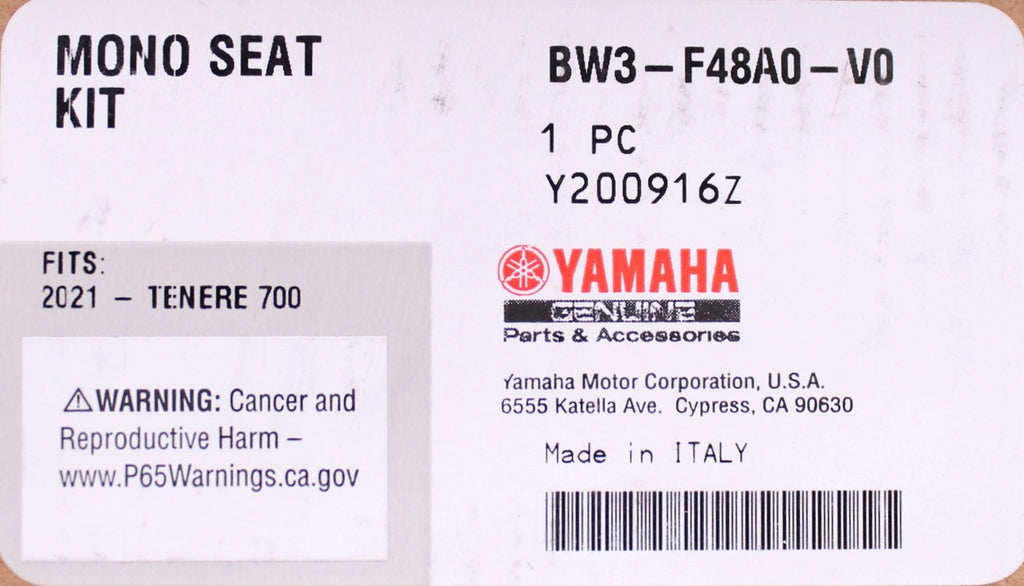 MONO SEAT
KIT
BW3-F48A0-V0
1 PC
Y200916Z
FITS:
2021 - TENERE 700
⚠WARNING: Cancer and
Reproductive Harm –
www.P65Warnings.ca.gov
YAMAHA
GENUINE
Parts & Accessories
Yamaha Motor Corporation, U.S.A.
6555 Katella Ave. Cypress, CA 90630
Made in ITALY